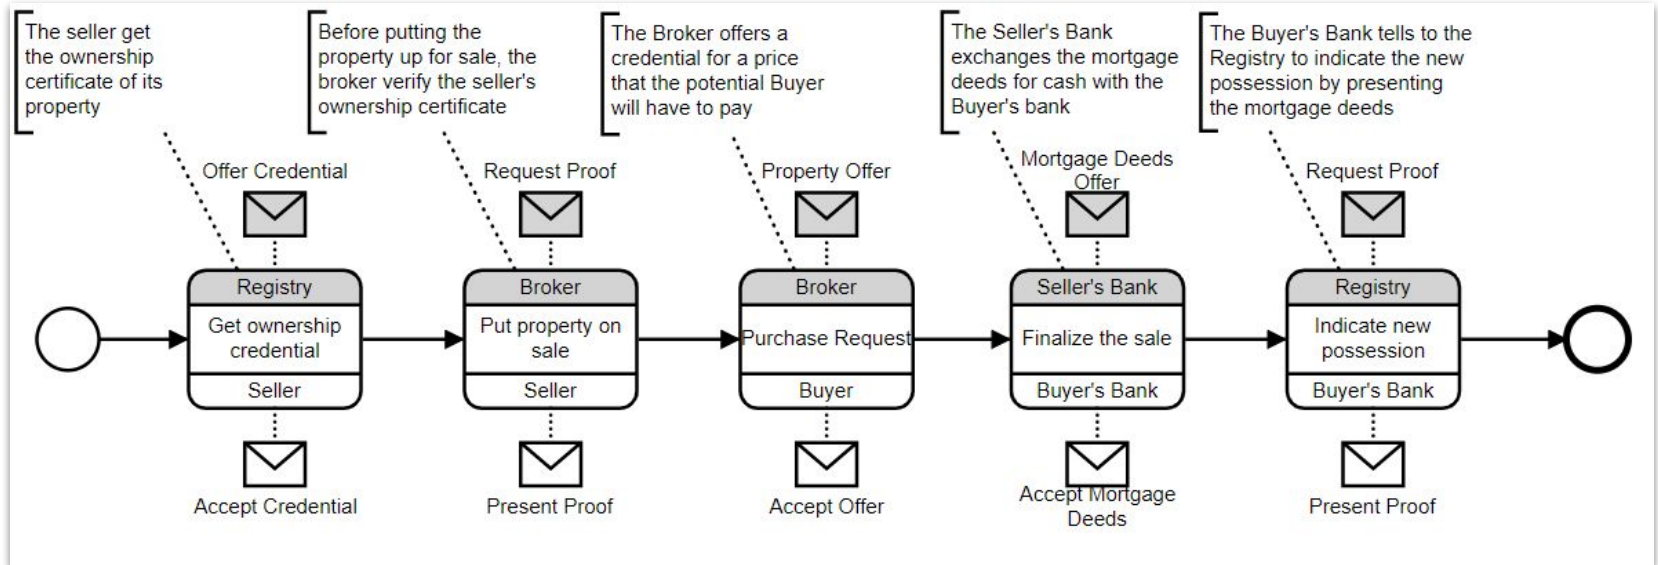 The seller get
the ownership
certificate of its
property
Before putting the
property up for sale, the
broker verify the seller's
ownership certificate
The Broker offers a
credential for a price
that the potential Buyer
will have to pay
The Seller's Bank
exchanges the mortgage
deeds for cash with the
Buyer's bank
The Buyer's Bank tells to the
Registry to indicate the new
possession by presenting
the mortgage deeds
Offer Credential
Request Proof
Property Offer
Mortgage Deeds
Offer
Request Proof
Registry
Get ownership
credential
Seller
Broker
Put property on
sale
Seller
Broker
Purchase Request
Buyer
Seller's Bank
Finalize the sale
Buyer's Bank
Registry
Indicate new
possession
Buyer's Bank
Accept Credential
Present Proof
Accept Offer
Accept Mortgage
Deeds
Present Proof